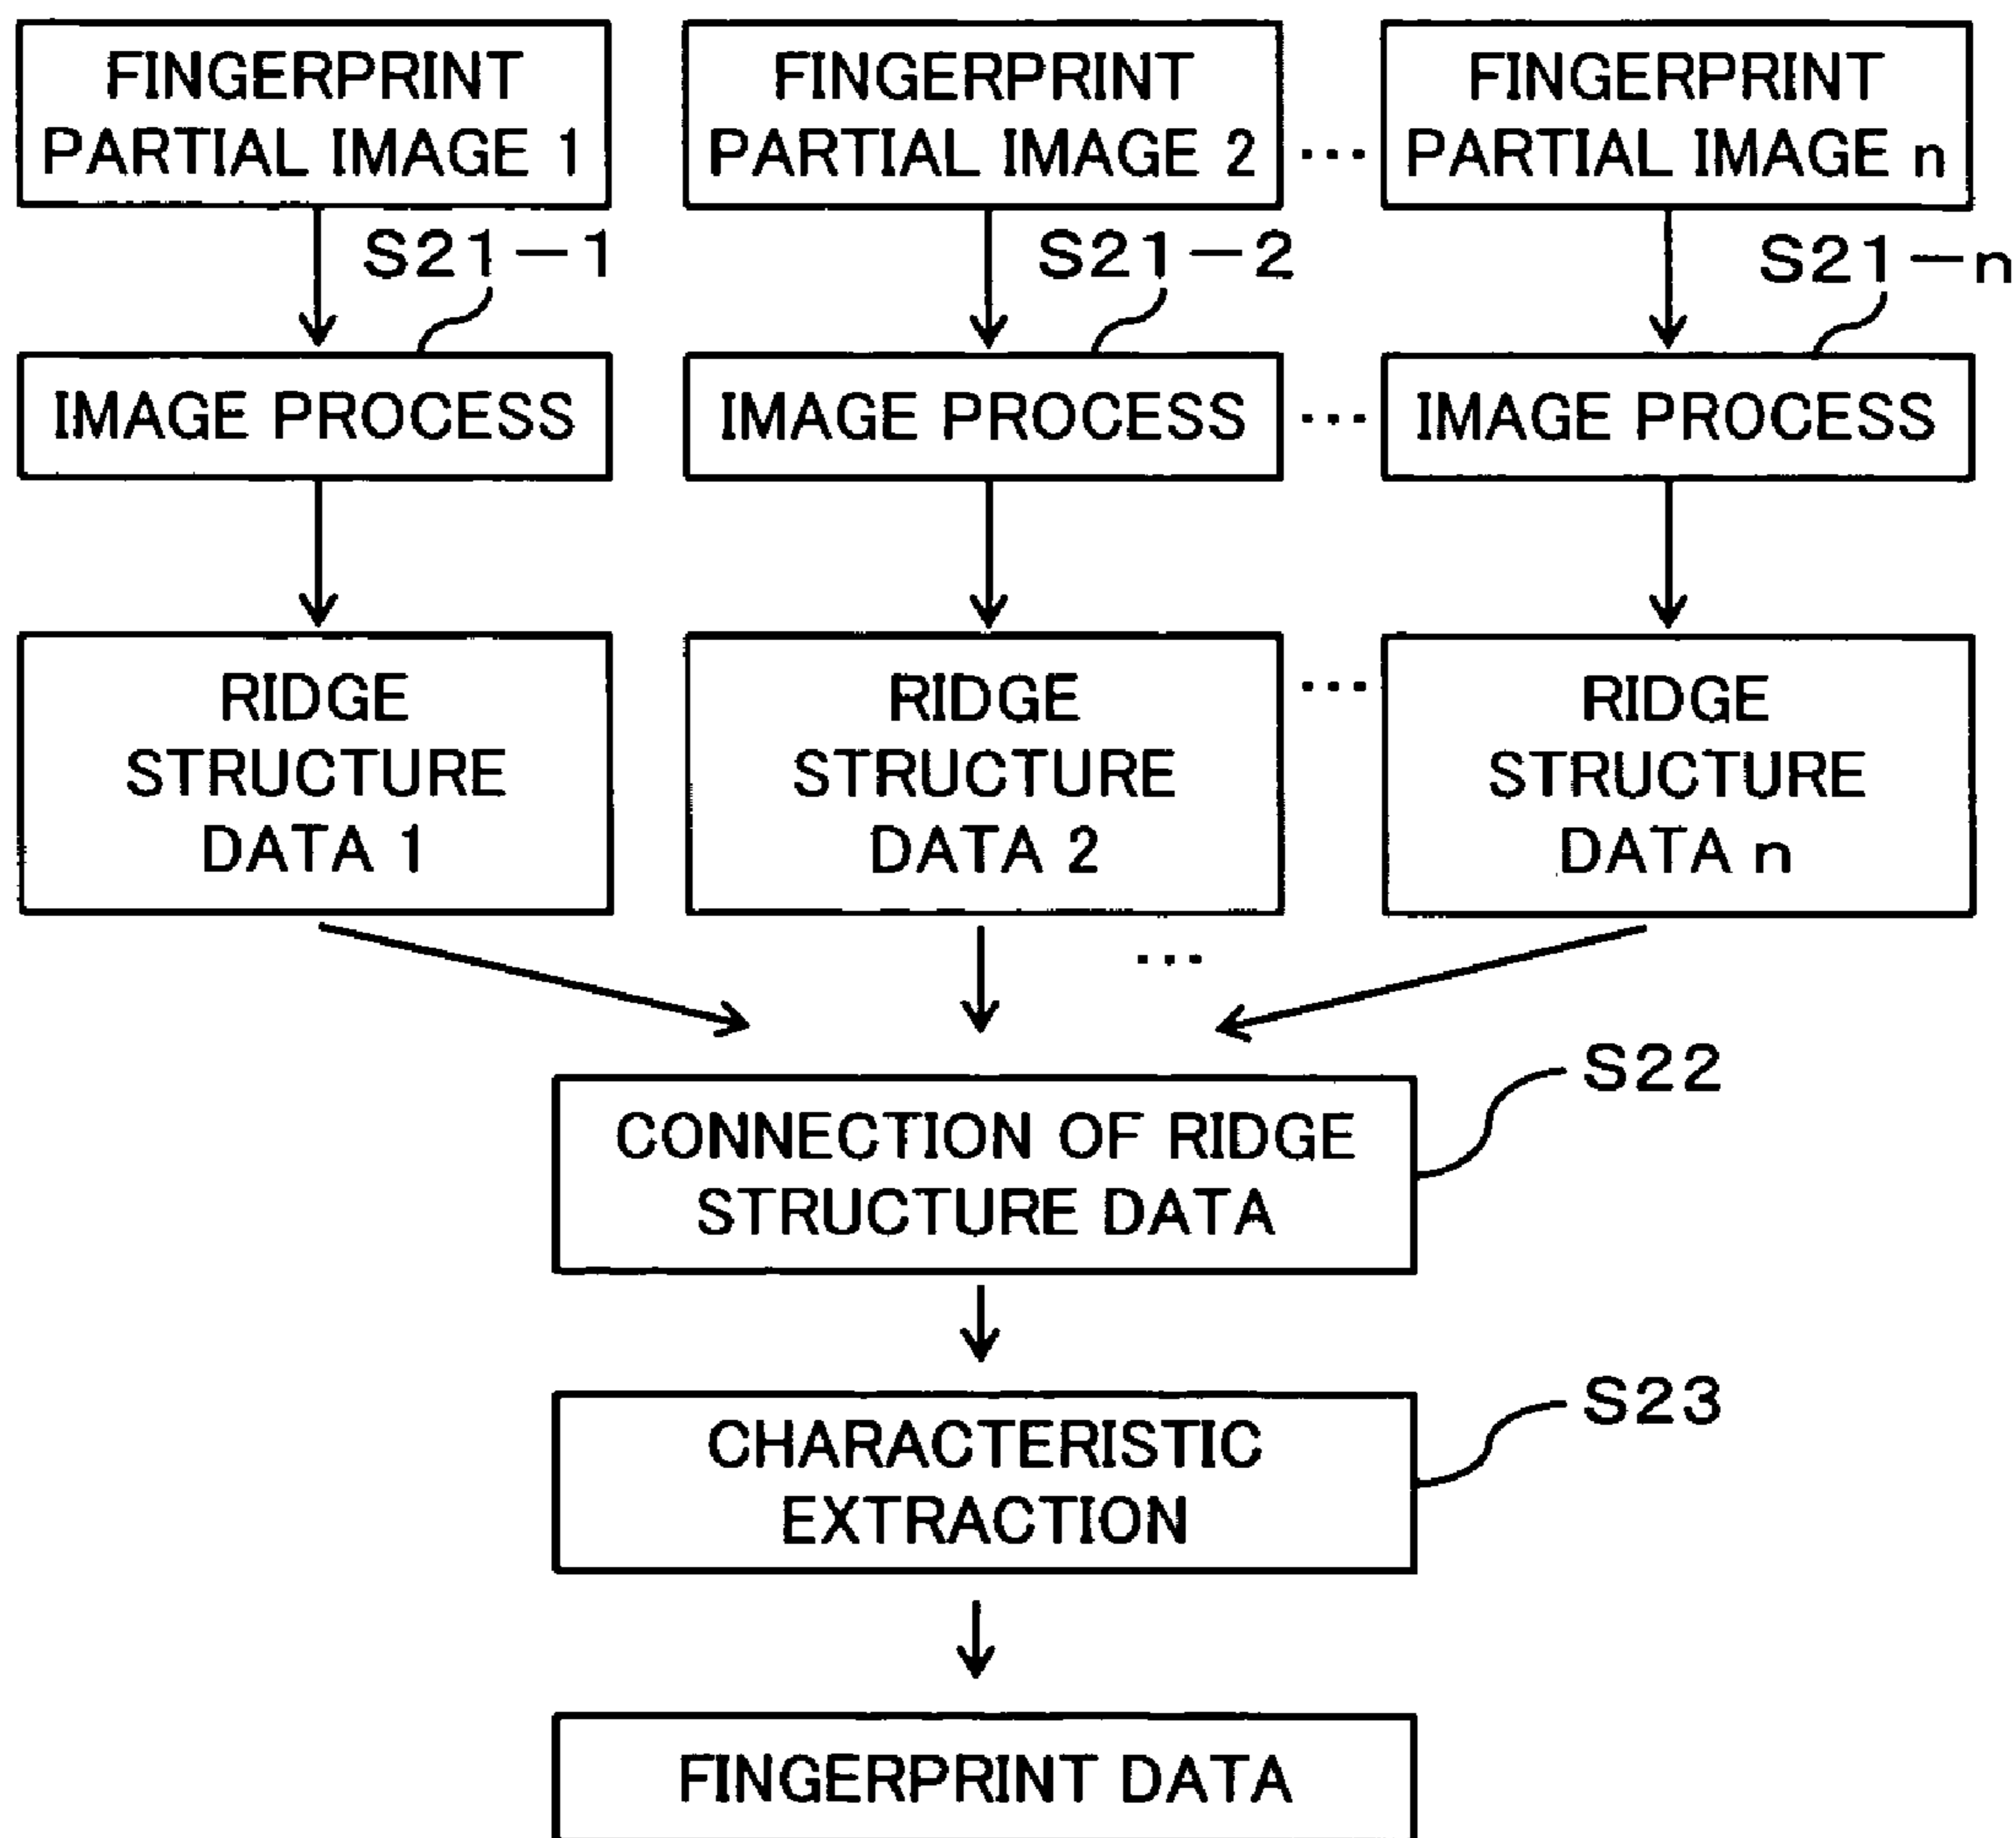 FINGERPRINT
PARTIAL IMAGE 1
FINGERPRINT
PARTIAL IMAGE 2
...
FINGERPRINT
PARTIAL IMAGE n
S21-1
S21-2
S21-n
IMAGE PROCESS
IMAGE PROCESS
...
IMAGE PROCESS
RIDGE
STRUCTURE
DATA 1
RIDGE
STRUCTURE
DATA 2
...
RIDGE
STRUCTURE
DATA n
...
S22
CONNECTION OF RIDGE
STRUCTURE DATA
S23
CHARACTERISTIC
EXTRACTION
FINGERPRINT DATA